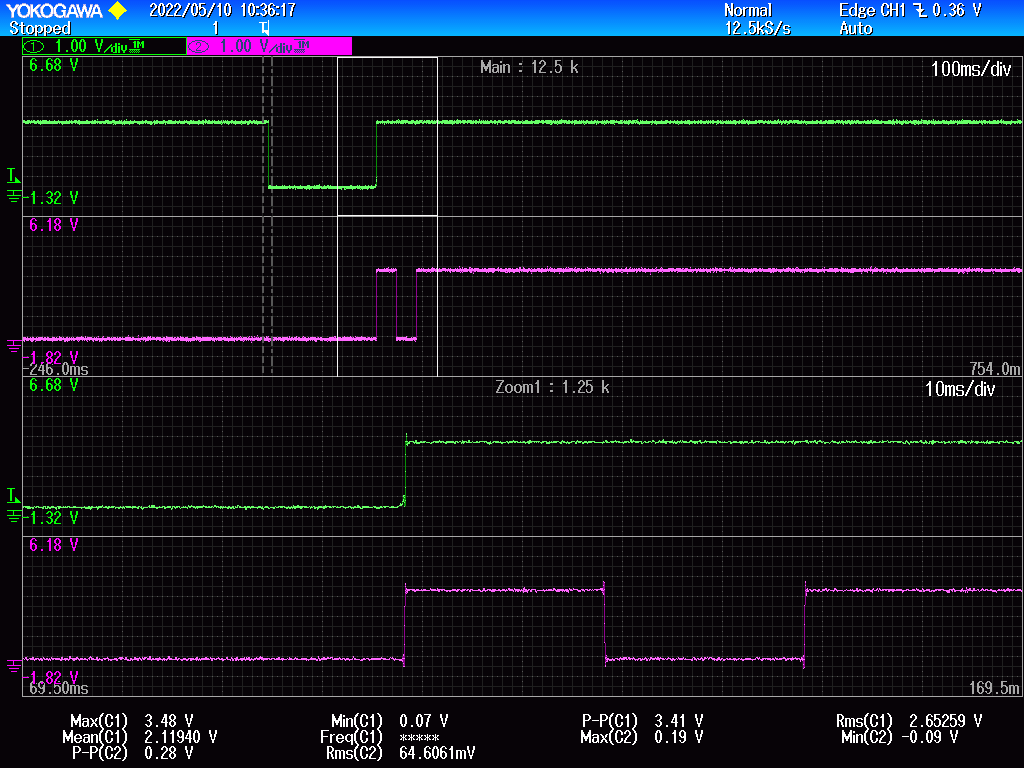 YOKOGAWA 2022/05/10 10:36:17 Normal Edge CH1 0.36 V
Stopped 1 12.5kS/s Auto
1 1.00 V/div 1M 2 1.00 V/div 1M
6.68 V Main : 12.5 k 100ms/div
-1.32 V
6.18 V
-1.82 V
-246.0ms 754.0m
6.68 V Zoom1 : 1.25 k 10ms/div
-1.32 V
6.18 V
-1.82 V
69.50ms 169.5m
Max(C1) 3.48 V Min(C1) 0.07 V P-P(C1) 3.41 V Rms(C1) 2.65259 V
Mean(C1) 2.11940 V Freq(C1) ***** Max(C2) 0.19 V Min(C2) -0.09 V
P-P(C2) 0.28 V Rms(C2) 64.6061mV